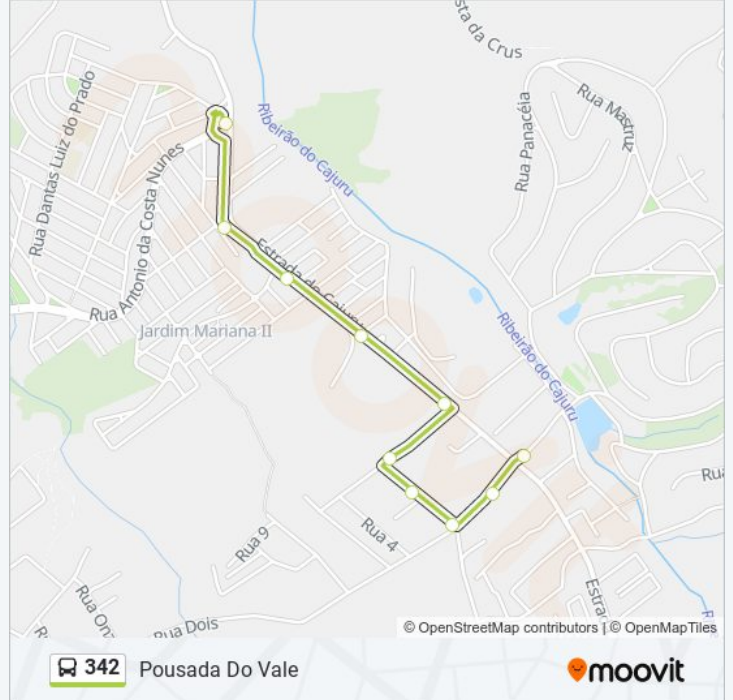 sta da Crus
Rua Mastruz
Rua Panacéia
Rua Dantas Luiz do Prado
Ribeirão do Cajuru
Rua Antonio da Costa Nunes
Estrada do Cajuru
Jardim Mariana II
Ribeirão do Cajuru
Rua
Rua 4
Rua 9
Rua Dois
Estra
© OpenStreetMap contributors | © OpenMapTiles
342 Pousada Do Vale
moovit